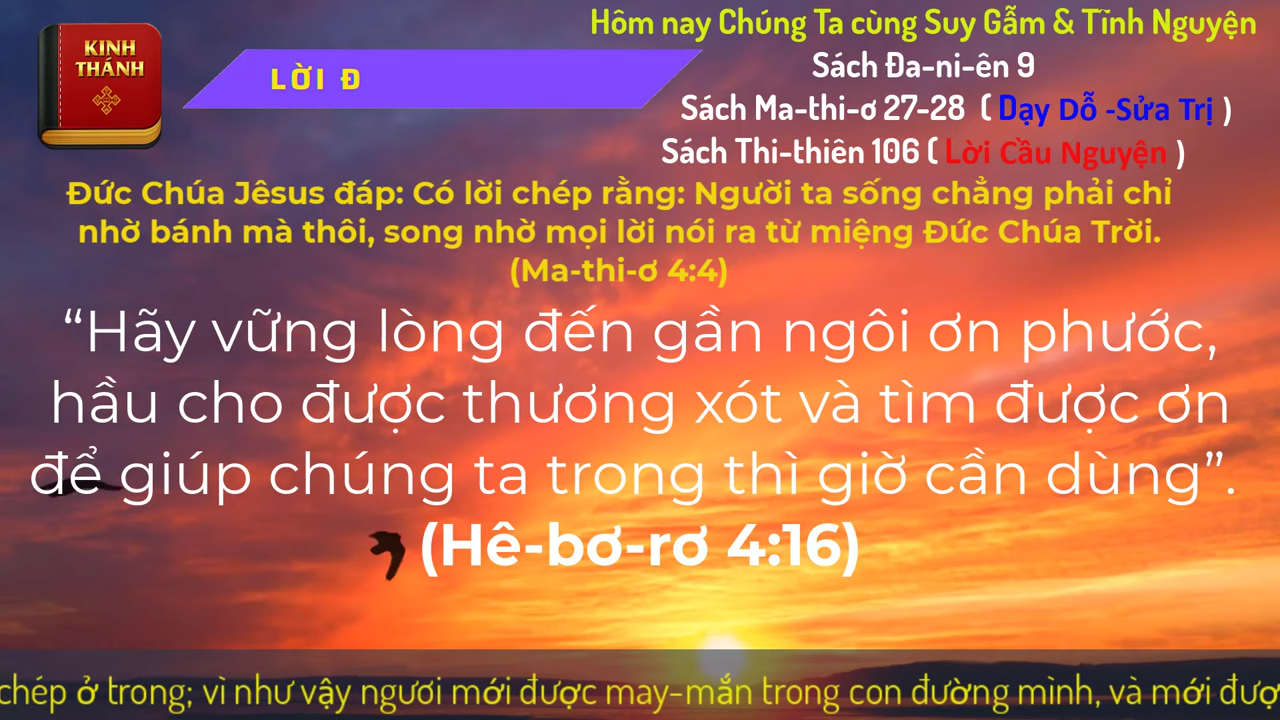 KINH
THÁNH
LỜI Đ
Hôm nay Chúng Ta cùng Suy Gẫm & Tĩnh Nguyện
Sách Đa-ni-ên 9
Sách Ma-thi-ơ 27-28 ( Dạy Dỗ -Sửa Trị )
Sách Thi-thiên 106 ( Lời Cầu Nguyện )
Đức Chúa Jêsus đáp: Có lời chép rằng: Người ta sống chẳng phải chỉ
nhờ bánh mà thôi, song nhờ mọi lời nói ra từ miệng Đức Chúa Trời.
(Ma-thi-ơ 4:4)
“Hãy vững lòng đến gần ngôi ơn phước,
hầu cho được thương xót và tìm được ơn
để giúp chúng ta trong thì giờ cần dùng”.
(Hê-bơ-rơ 4:16)
chép ở trong; vì như vậy ngươi mới được may-mắn trong con đường mình, và mới đượ